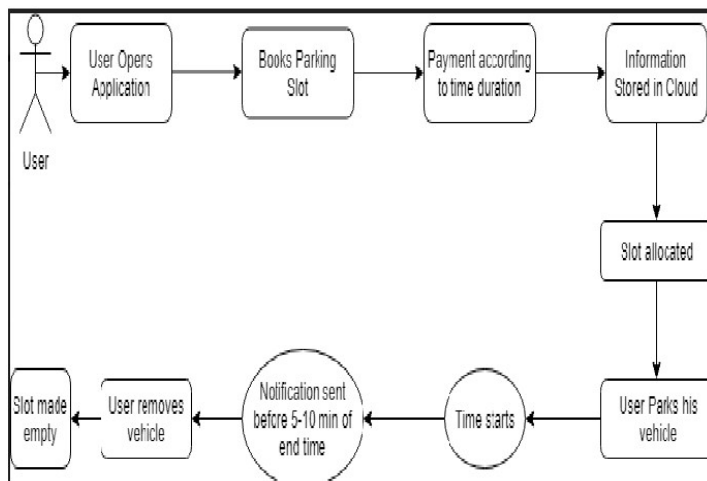 User Opens
Application
Books Parking
Slot
Payment according
to time duration
Information
Stored in Cloud
User
Slot allocated
User Parks his
vehicle
Time starts
Notification sent
before 5-10 min of
end time
User removes
vehicle
Slot made
empty